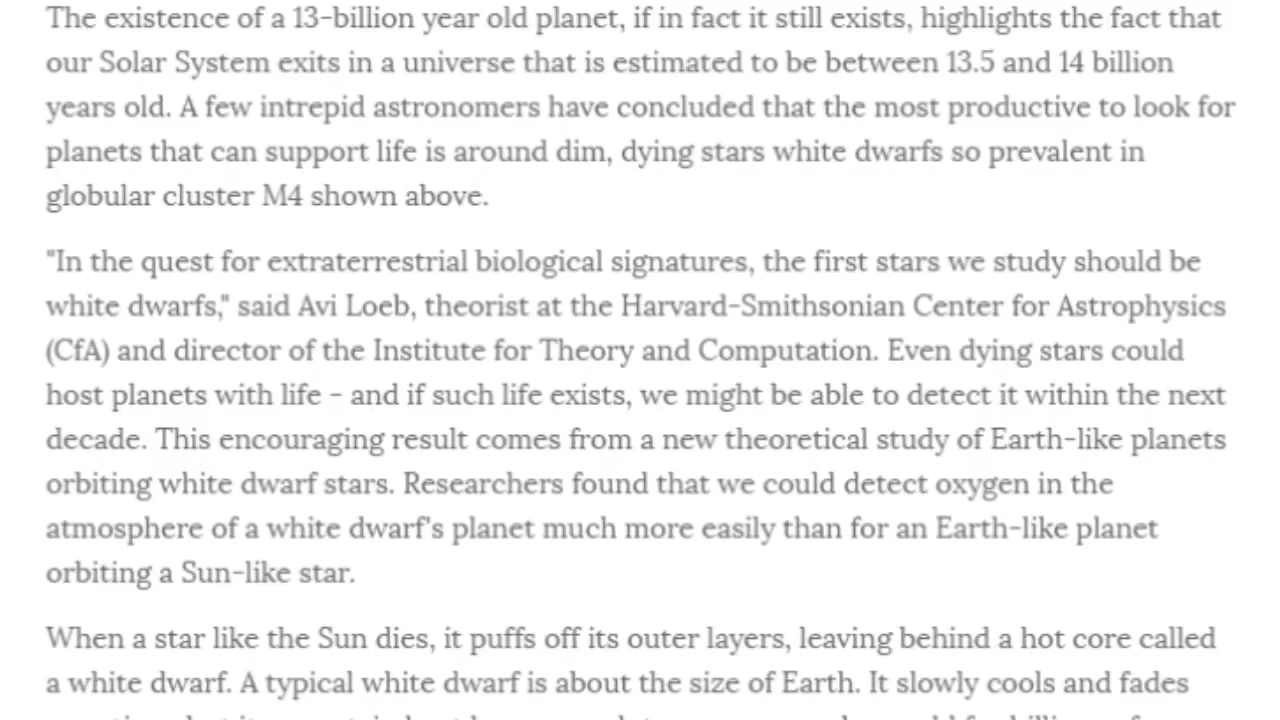 The existence of a 13-billion year old planet, if in fact it still exists, highlights the fact that
our Solar System exits in a universe that is estimated to be between 13.5 and 14 billion
years old. A few intrepid astronomers have concluded that the most productive to look for
planets that can support life is around dim, dying stars white dwarfs so prevalent in
globular cluster M4 shown above.
"In the quest for extraterrestrial biological signatures, the first stars we study should be
white dwarfs," said Avi Loeb, theorist at the Harvard-Smithsonian Center for Astrophysics
(CfA) and director of the Institute for Theory and Computation. Even dying stars could
host planets with life - and if such life exists, we might be able to detect it within the next
decade. This encouraging result comes from a new theoretical study of Earth-like planets
orbiting white dwarf stars. Researchers found that we could detect oxygen in the
atmosphere of a white dwarf's planet much more easily than for an Earth-like planet
orbiting a Sun-like star.
When a star like the Sun dies, it puffs off its outer layers, leaving behind a hot core called
a white dwarf. A typical white dwarf is about the size of Earth. It slowly cools and fades